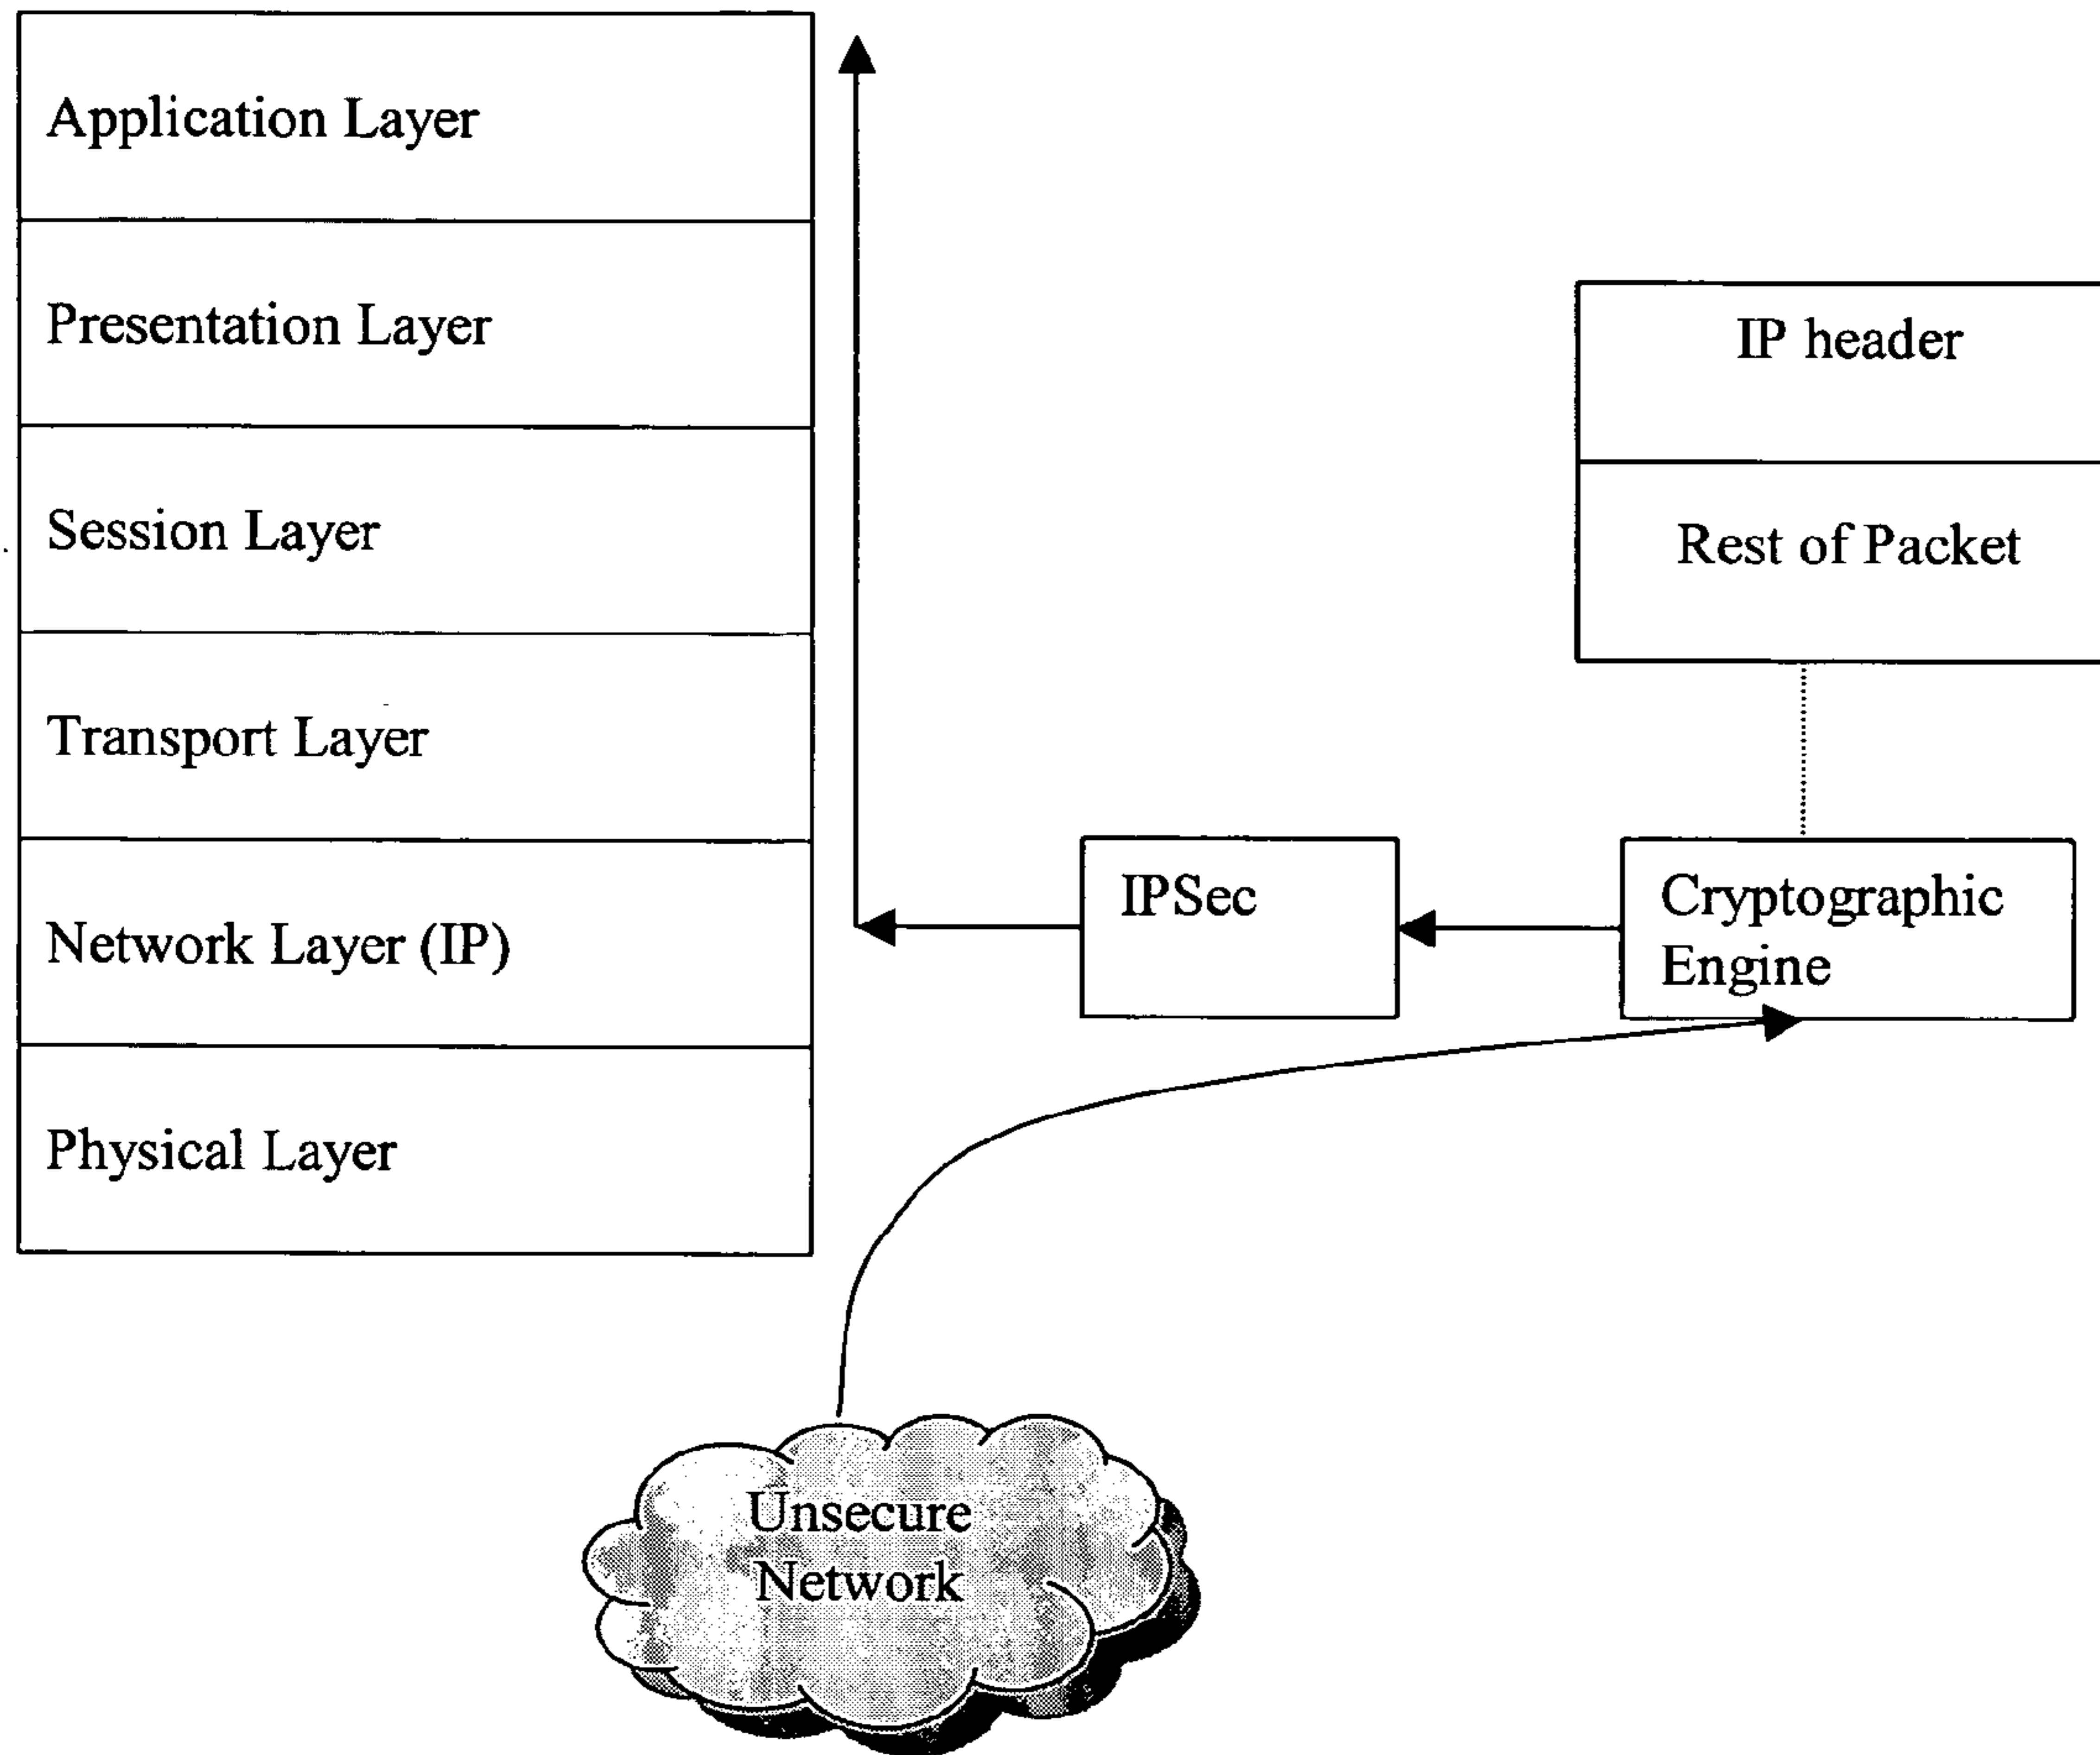 Application Layer
Presentation Layer
Session Layer
Transport Layer
Network Layer (IP)
Physical Layer
IP header
Rest of Packet
IPSec
Cryptographic
Engine
Unsecure
Network